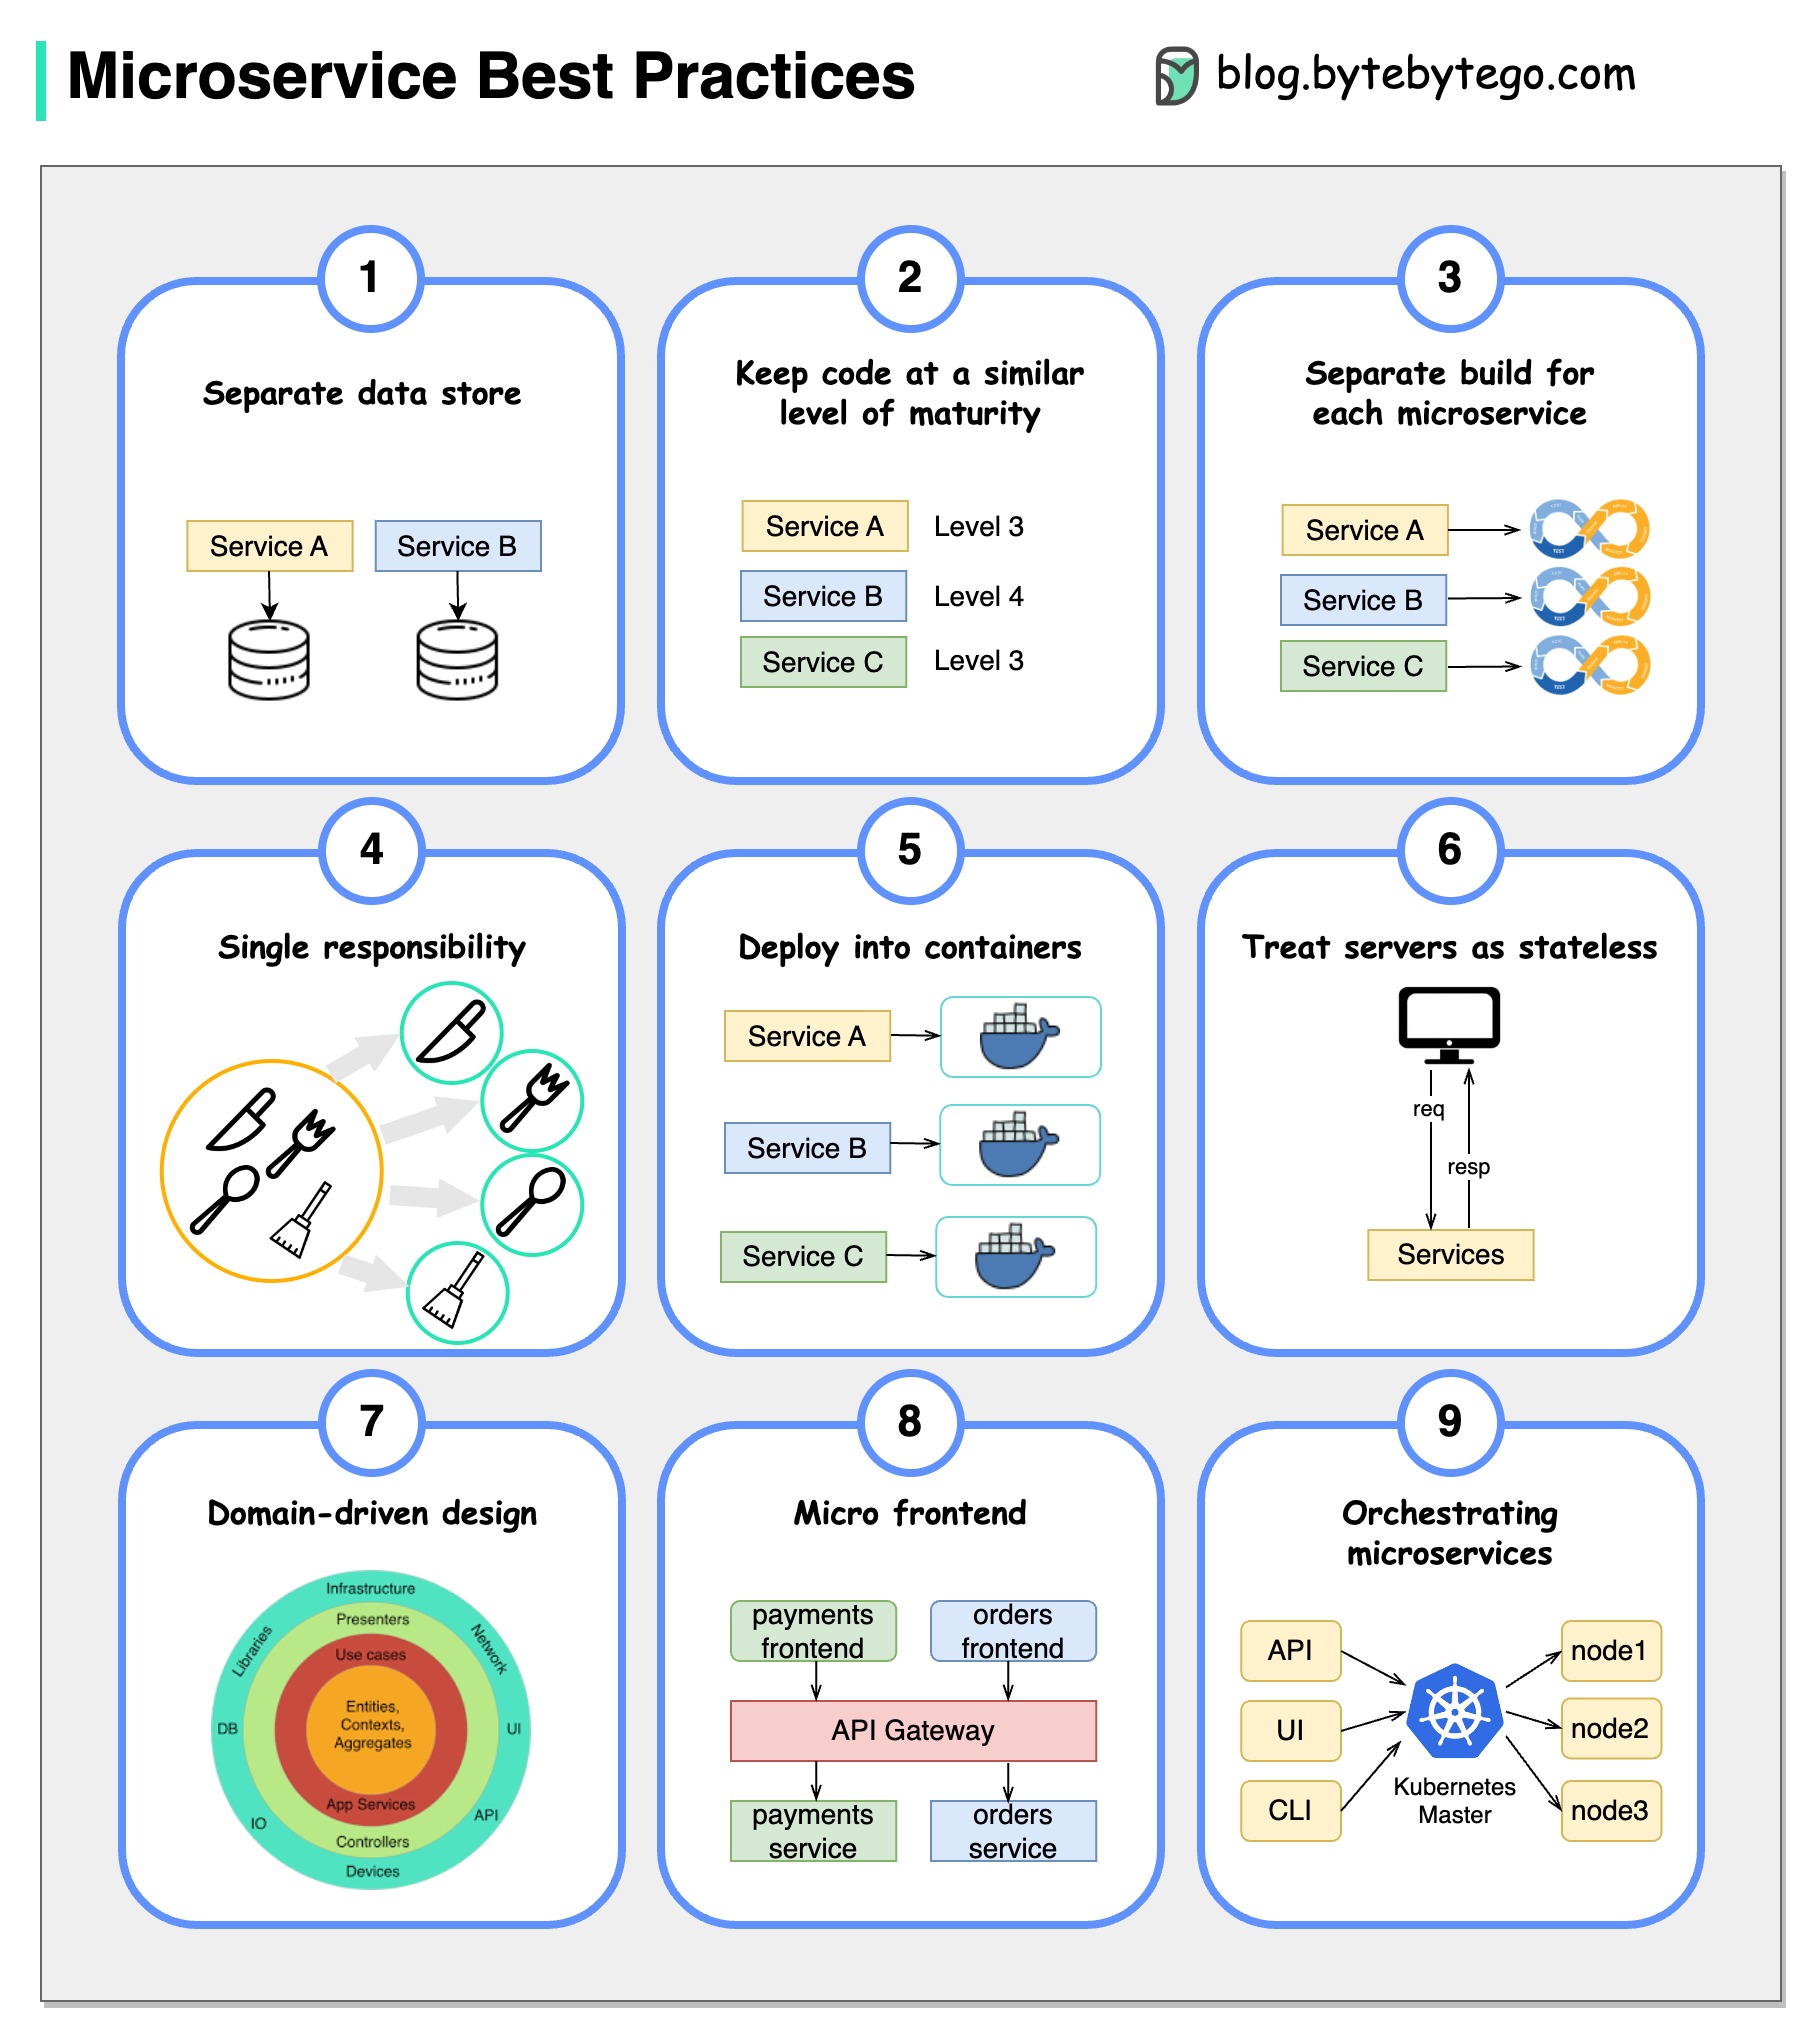 Microservice Best Practices
blog.bytebytego.com
1
Separate data store
Service A
Service B
2
Keep code at a similar
level of maturity
Service A Level 3
Service B Level 4
Service C Level 3
3
Separate build for
each microservice
Service A
Service B
Service C
4
Single responsibility
5
Deploy into containers
Service A
Service B
Service C
6
Treat servers as stateless
req
resp
Services
7
Domain-driven design
Infrastructure
Presenters
Libraries
Network
Use cases
Entities,
Contexts,
Aggregates
DB
UI
App Services
IO
API
Controllers
Devices
8
Micro frontend
payments
frontend
orders
frontend
API Gateway
payments
service
orders
service
9
Orchestrating
microservices
API
UI
CLI
Kubernetes
Master
node1
node2
node3